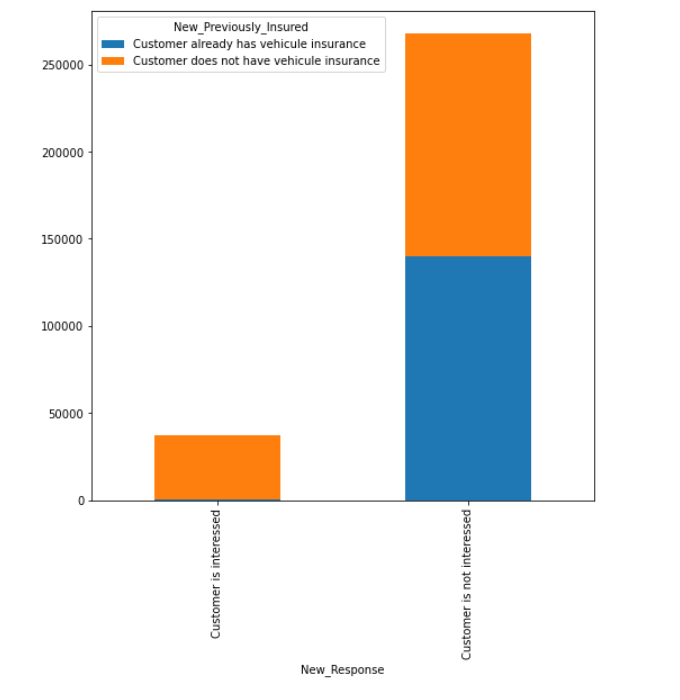 New_Previously_Insured
Customer already has vehicule insurance
Customer does not have vehicule insurance
250000
200000
150000
100000
50000
0
Customer is interessed
Customer is not interessed
New_Response